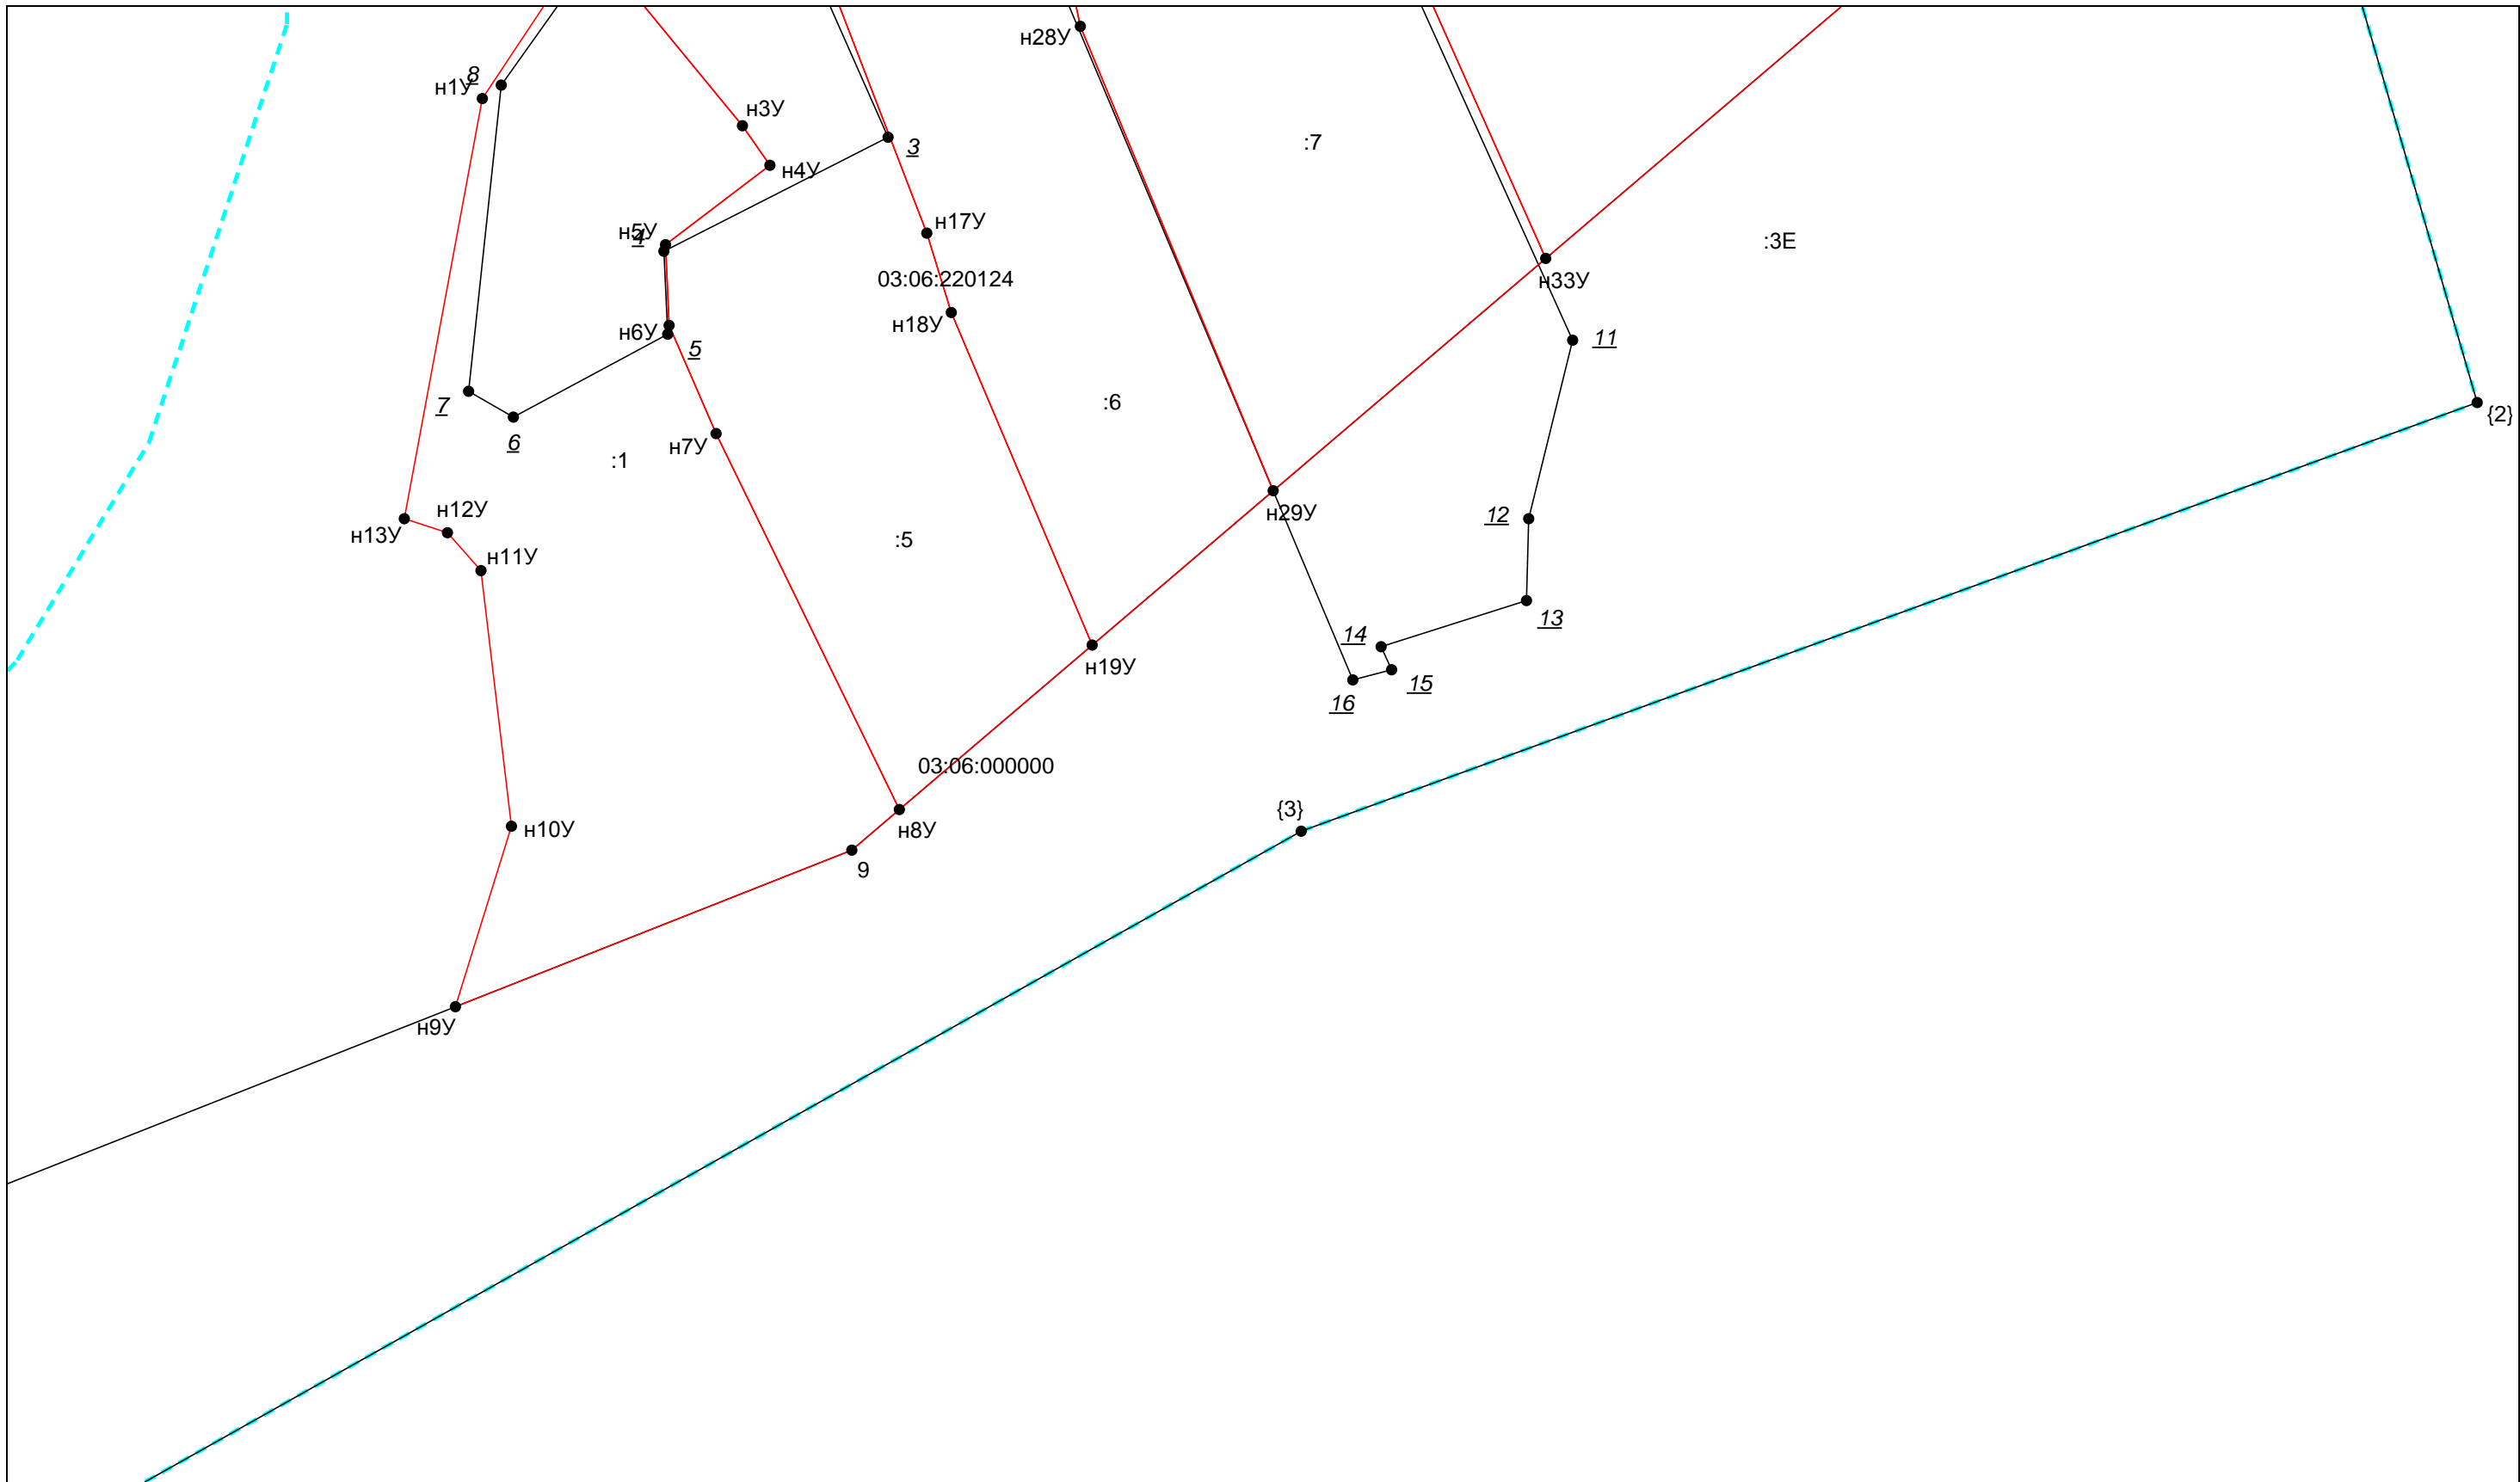 н28У
8
н1У
н3У
:7
3
н4У
н17У
н5У
4
:3Е
03:06:220124
н33У
н18У
н6У
11
5
:6
7
{2}
6
н7У
:1
н12У
н29У
12
н13У
:5
н11У
13
14
н19У
15
16
03:06:000000
{3}
н10У
н8У
9
н9У